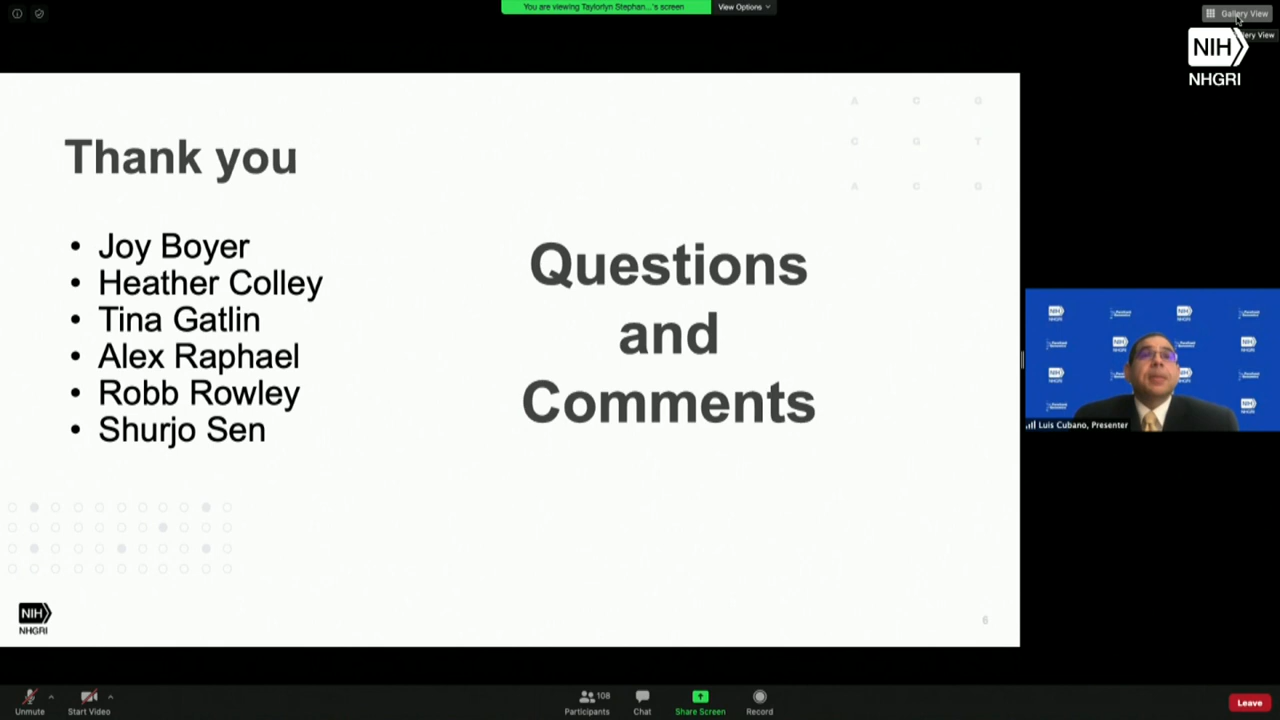 You are viewing Taylorlyn Stephan...'s screen
View Options
Gallery View
NIH
NHGRI
A C G
C G T
A C G
Thank you
• Joy Boyer
• Heather Colley
• Tina Gatlin
• Alex Raphael
• Robb Rowley
• Shurjo Sen
Questions
and
Comments
Luis Cubano, Presenter
NIH
NHGRI
6
Unmute
Start Video
108
Participants
Chat
Share Screen
Record
Leave